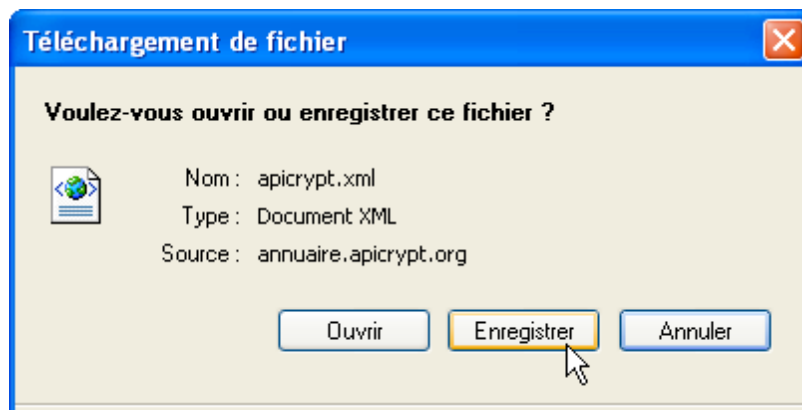 Téléchargement de fichier
Voulez-vous ouvrir ou enregistrer ce fichier ?
Nom : apicrypt.xml
Type : Document XML
Source : annuaire.apicrypt.org
Ouvrir Enregistrer Annuler